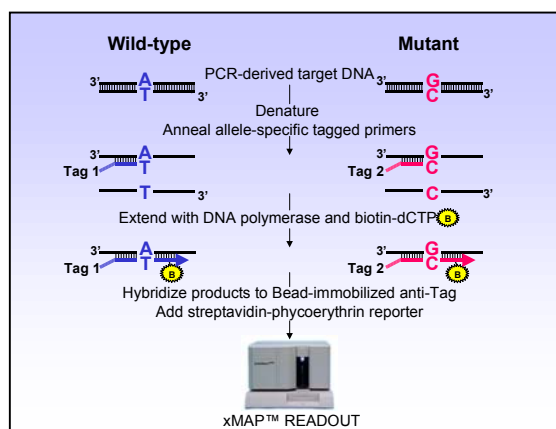 Wild-type
Mutant
3’ A PCR-derived target DNA 3’ G
T 3’ C 3’
Denature
Anneal allele-specific tagged primers
3’ A 3’ G
Tag 1 T Tag 2 C
T 3’ C 3’
Extend with DNA polymerase and biotin-dCTP B
3’ A 3’ G
Tag 1 T Tag 2 C
B B
Hybridize products to Bead-immobilized anti-Tag
Add streptavidin-phycoerythrin reporter
xMAP™ READOUT